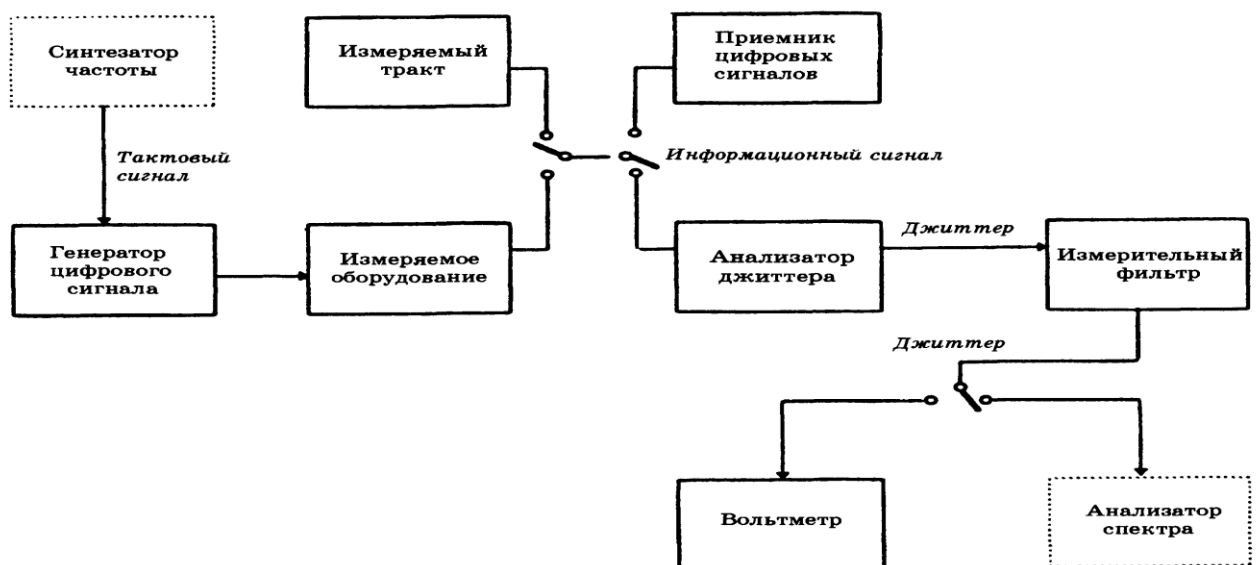 Синтезатор
частоты
Измеряемый
тракт
Приемник
цифровых
сигналов
Тактовый
сигнал
Информационный сигнал
Генератор
цифрового
сигнала
Измеряемое
оборудование
Анализатор
джиттера
Джиттер
Измерительный
фильтр
Джиттер
Вольтметр
Анализатор
спектра